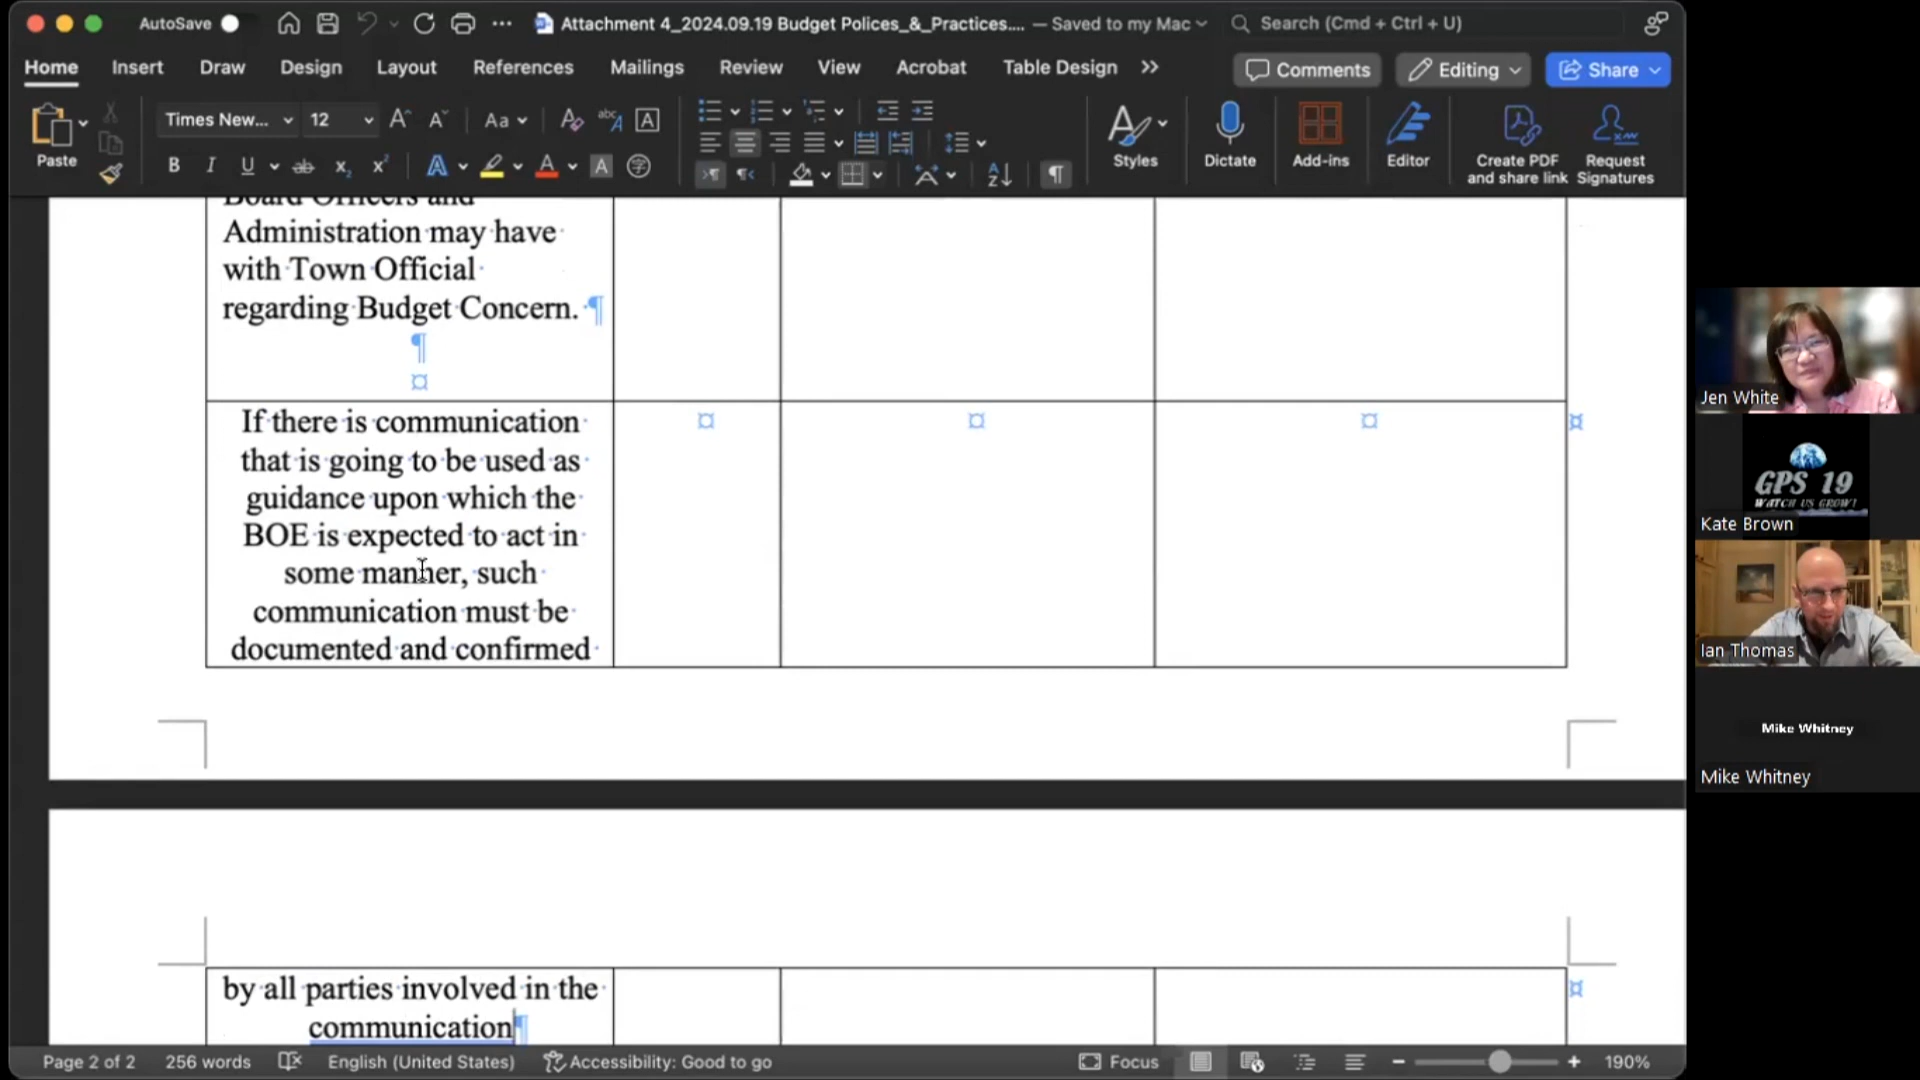 AutoSave
Attachment 4_2024.09.19 Budget Polices_&_Practices.... — Saved to my Mac
Search (Cmd + Ctrl + U)
Home Insert Draw Design Layout References Mailings Review View Acrobat Table Design >>
Comments Editing Share
Paste
Times New... 12
Styles Dictate Add-ins Editor
Create PDF and share link
Request Signatures
Board Officers and
Administration may have
with Town Official
regarding Budget Concern. ¶
¶
If there is communication
that is going to be used as
guidance upon which the
BOE is expected to act in
some manner, such
communication must be
documented and confirmed
by all parties involved in the
communication¶
Page 2 of 2 256 words English (United States) Accessibility: Good to go Focus 190%
Jen White
GPS 19
WATCH US GROW!
Kate Brown
Ian Thomas
Mike Whitney
Mike Whitney